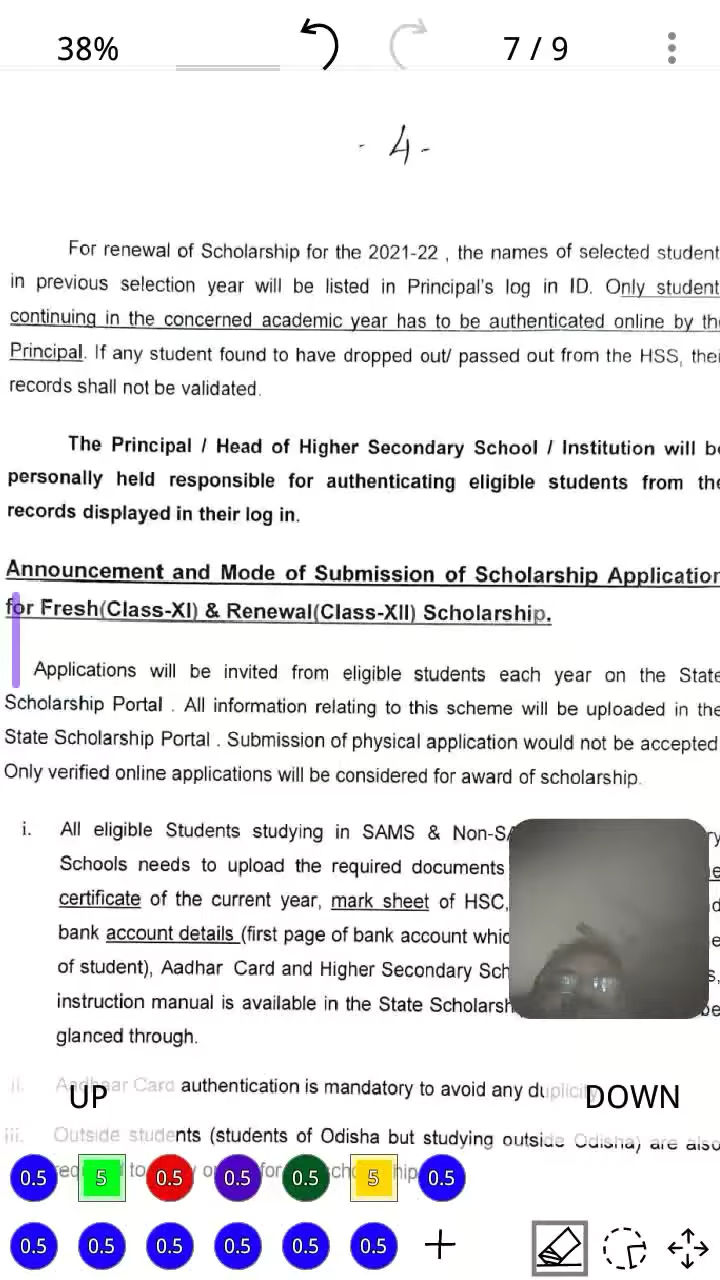 38%
7 / 9
- 4 -
For renewal of Scholarship for the 2021-22 , the names of selected student
in previous selection year will be listed in Principal's log in ID. Only student
continuing in the concerned academic year has to be authenticated online by th
Principal. If any student found to have dropped out/ passed out from the HSS, thei
records shall not be validated.
The Principal / Head of Higher Secondary School / Institution will b
personally held responsible for authenticating eligible students from th
records displayed in their log in.
Announcement and Mode of Submission of Scholarship Application
for Fresh(Class-XI) & Renewal(Class-XII) Scholarship.
Applications will be invited from eligible students each year on the State
Scholarship Portal . All information relating to this scheme will be uploaded in the
State Scholarship Portal . Submission of physical application would not be accepted
Only verified online applications will be considered for award of scholarship.
i. All eligible Students studying in SAMS & Non-SA
Schools needs to upload the required documents
certificate of the current year, mark sheet of HSC,
bank account details (first page of bank account whic
of student), Aadhar Card and Higher Secondary Sch
instruction manual is available in the State Scholarsh be
glanced through.
ii. Aadhaar Card authentication is mandatory to avoid any duplicity
UP DOWN
iii. Outside students (students of Odisha but studying outside Odisha) are also
0.5 5 0.5 0.5 0.5 5 0.5
0.5 0.5 0.5 0.5 0.5 0.5 +